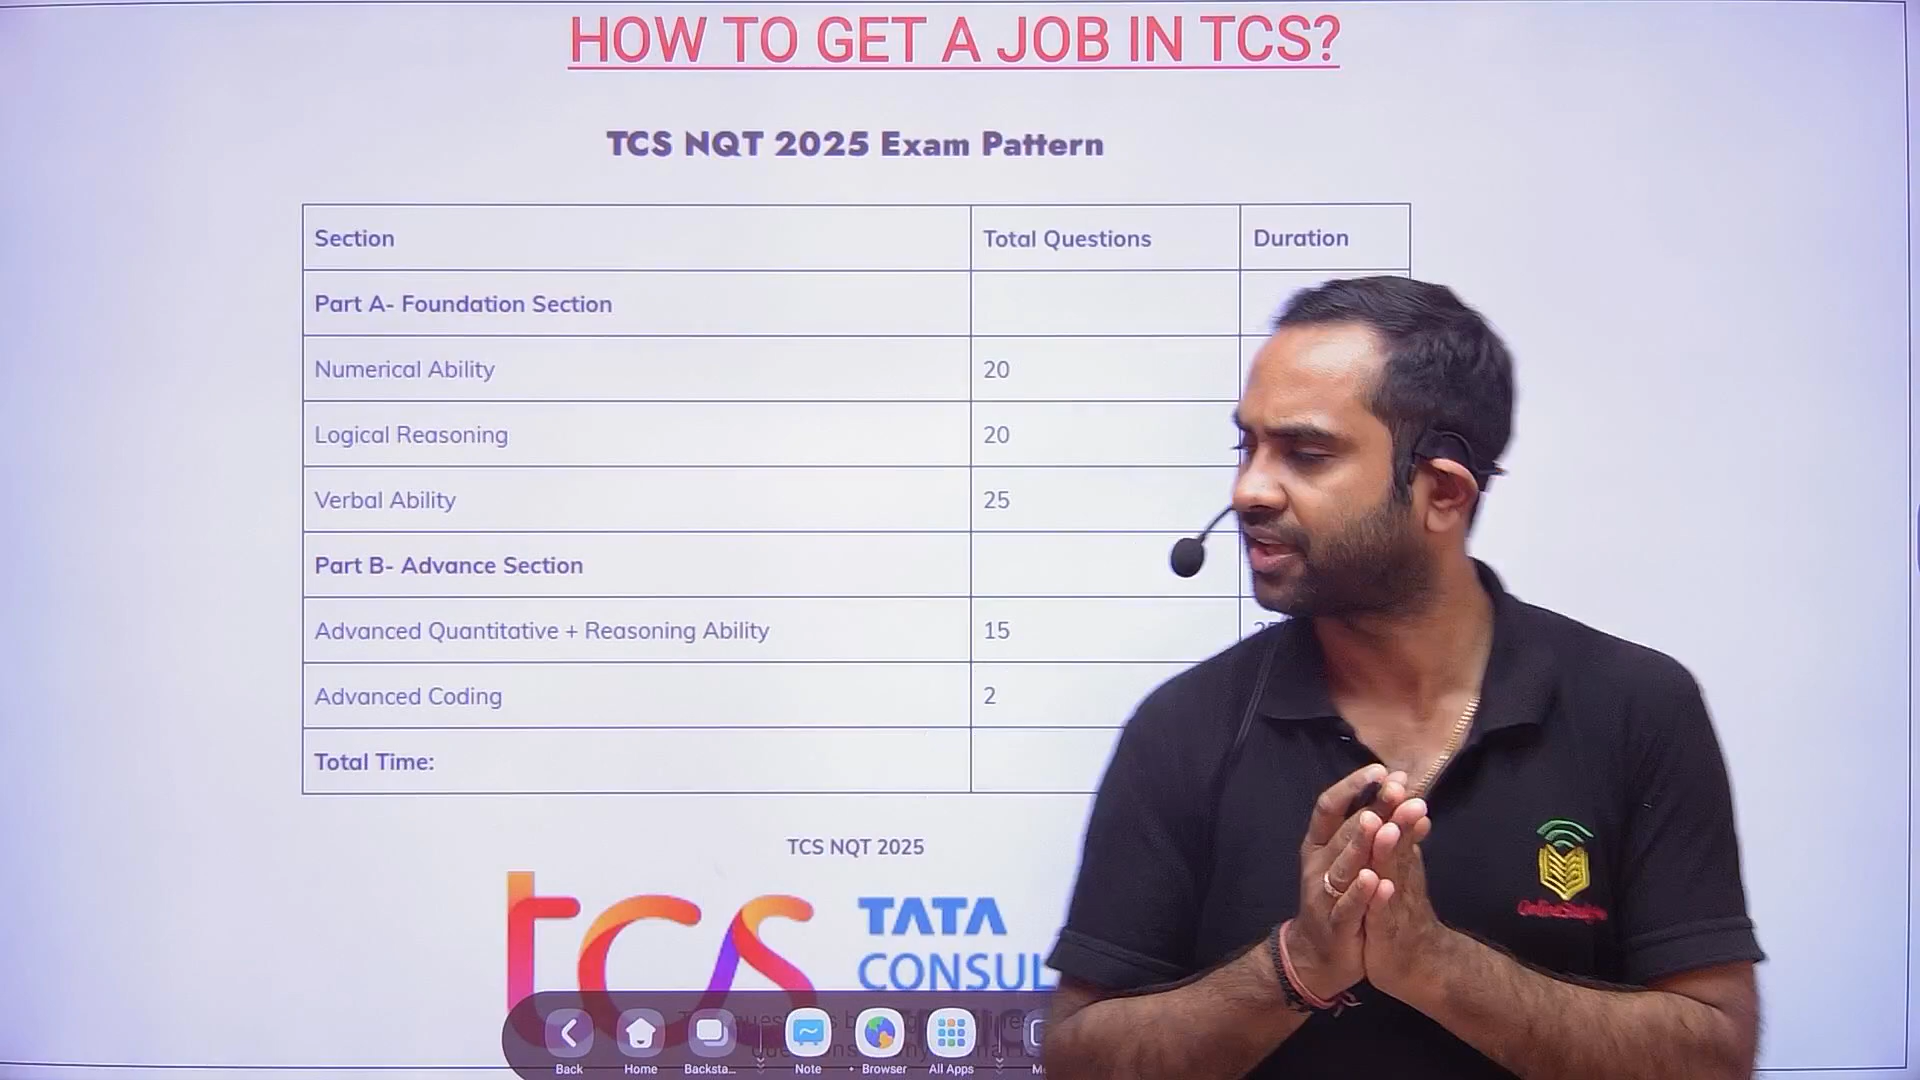 HOW TO GET A JOB IN TCS?
TCS NQT 2025 Exam Pattern
Section Total Questions Duration
Part A- Foundation Section
Numerical Ability 20
Logical Reasoning 20
Verbal Ability 25
Part B- Advance Section
Advanced Quantitative + Reasoning Ability 15
Advanced Coding 2
Total Time:
TCS NQT 2025
tcs TATA
CONSUL
Back Home Backsta... Note Browser All Apps